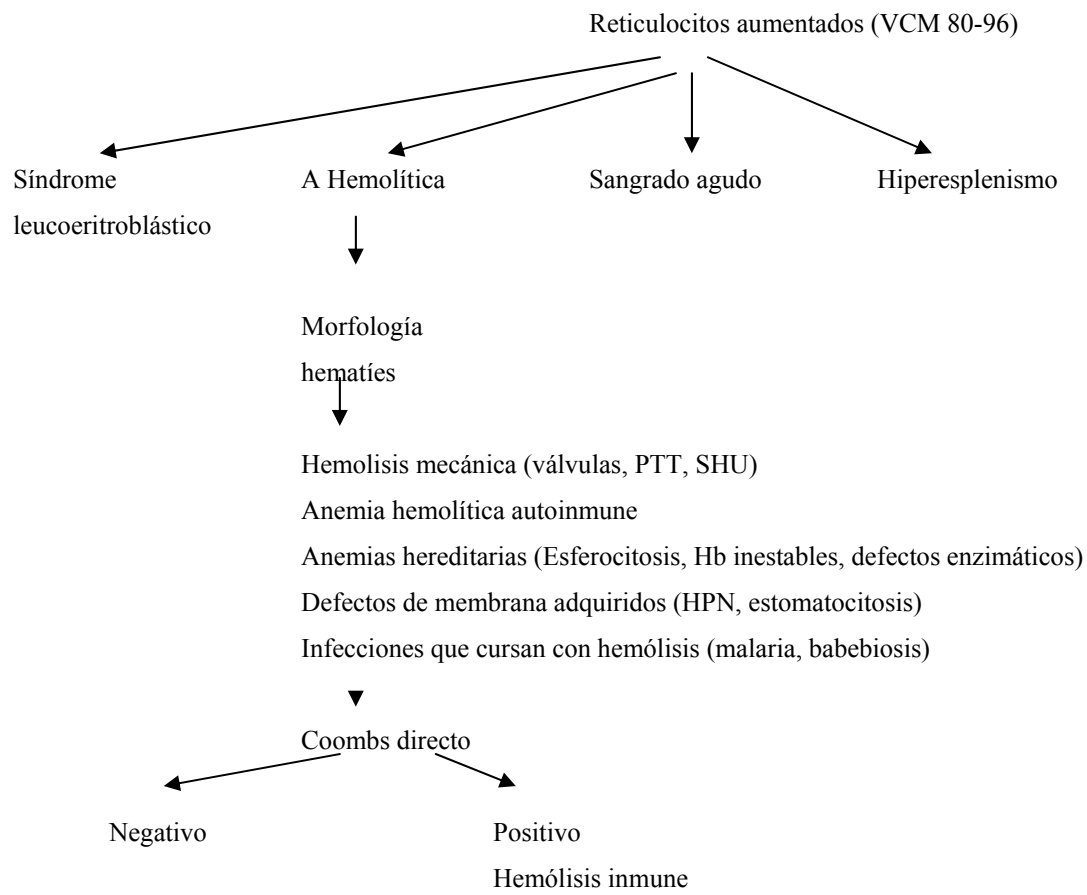 Reticulocitos aumentados (VCM 80-96)
Síndrome
leucoeritroblástico
A Hemolítica
Sangrado agudo
Hiperesplenismo
Morfología
hematíes
Hemolisis mecánica (válvulas, PTT, SHU)
Anemia hemolítica autoinmune
Anemias hereditarias (Esferocitosis, Hb inestables, defectos enzimáticos)
Defectos de membrana adquiridos (HPN, estomatocitosis)
Infecciones que cursan con hemólisis (malaria, babebiosis)
Coombs directo
Negativo
Positivo
Hemólisis inmune